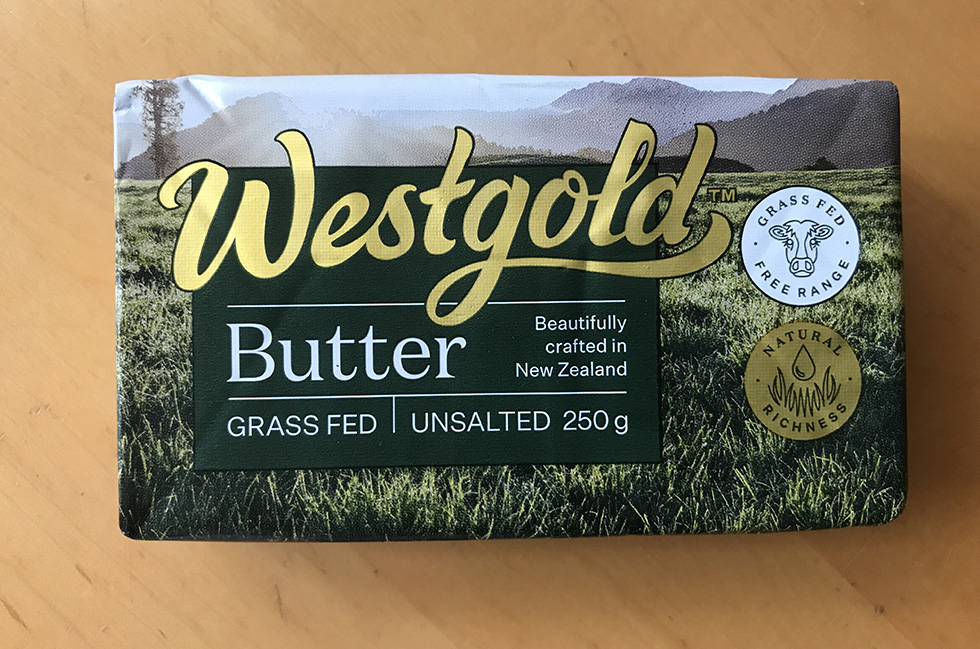 Westgold™
Butter
Beautifully
crafted in
New Zealand
GRASS FED | UNSALTED 250g
GRASS FED
FREE RANGE
NATURAL
RICHNESS